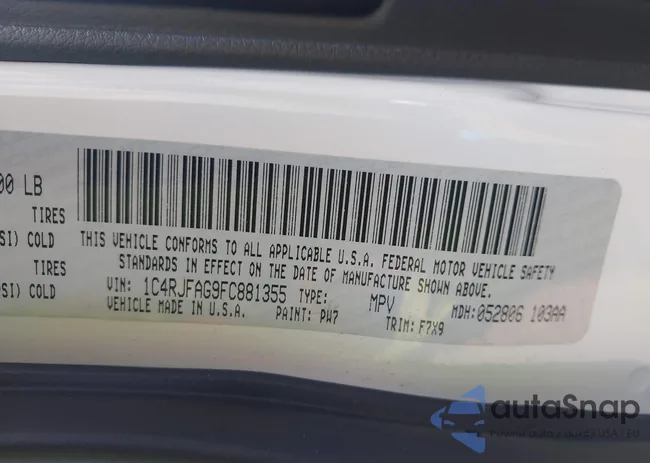 00 LB
TIRES
SI) COLD
TIRES
SI) COLD
THIS VEHICLE CONFORMS TO ALL APPLICABLE U.S.A. FEDERAL MOTOR VEHICLE SAFETY
STANDARDS IN EFFECT ON THE DATE OF MANUFACTURE SHOWN ABOVE.
VIN: 1C4RJFAG9FC881355 TYPE: MPV MDH:052806 103AA
VEHICLE MADE IN U.S.A. PAINT: PW7 TRIM: F7X9
autoSnap